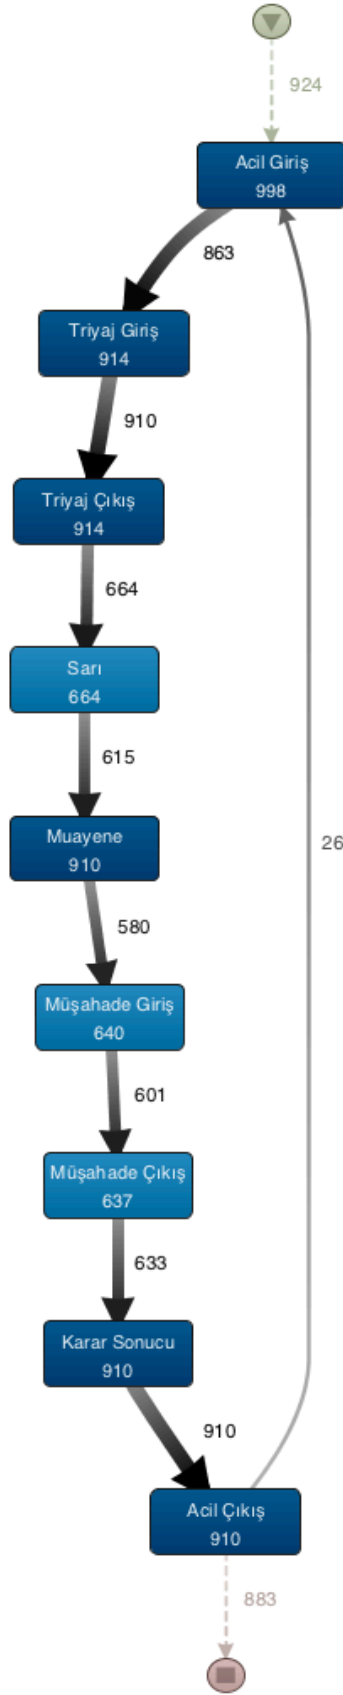 924
Acil Giriş
998
863
Triyaj Giriş
914
910
Triyaj Çıkış
914
664
Sarı
664
615
Muayene
910
26
580
Müşahade Giriş
640
601
Müşahade Çıkış
637
633
Karar Sonucu
910
910
Acil Çıkış
910
883